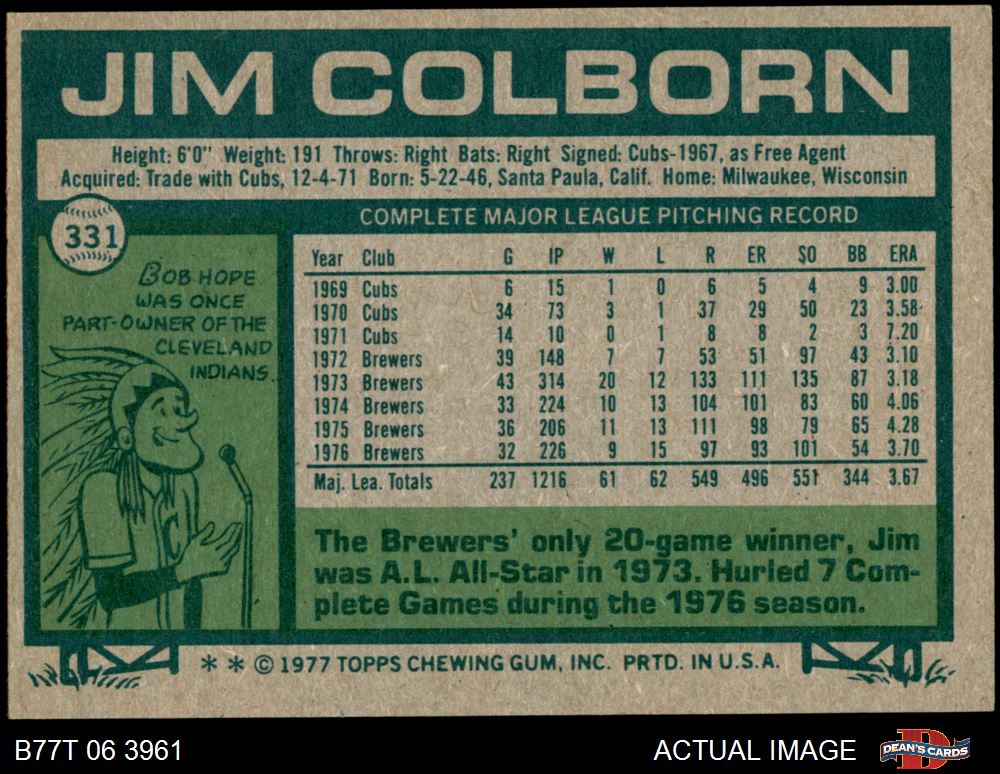 JIM COLBORN
Height: 6'0" Weight: 191 Throws: Right Bats: Right Signed: Cubs-1967, as Free Agent
Acquired: Trade with Cubs, 12-4-71 Born: 5-22-46, Santa Paula, Calif. Home: Milwaukee, Wisconsin
331
BOB HOPE
WAS ONCE
PART-OWNER OF THE
CLEVELAND
INDIANS.
C
COMPLETE MAJOR LEAGUE PITCHING RECORD
Year Club G IP W L R ER SO BB ERA
1969 Cubs 6 15 1 0 6 5 4 9 3.00
1970 Cubs 34 73 3 1 37 29 50 23 3.58
1971 Cubs 14 10 0 1 8 8 2 3 7.20
1972 Brewers 39 148 7 7 53 51 97 43 3.10
1973 Brewers 43 314 20 12 133 111 135 87 3.18
1974 Brewers 33 224 10 13 104 101 83 60 4.06
1975 Brewers 36 206 11 13 111 98 79 65 4.28
1976 Brewers 32 226 9 15 97 93 101 54 3.70
Maj. Lea. Totals 237 1216 61 62 549 496 551 344 3.67
The Brewers' only 20-game winner, Jim
was A.L. All-Star in 1973. Hurled 7 Com-
plete Games during the 1976 season.
** © 1977 TOPPS CHEWING GUM, INC. PRTD. IN U.S.A.
B77T 06 3961 ACTUAL IMAGE DEAN'S CARDS